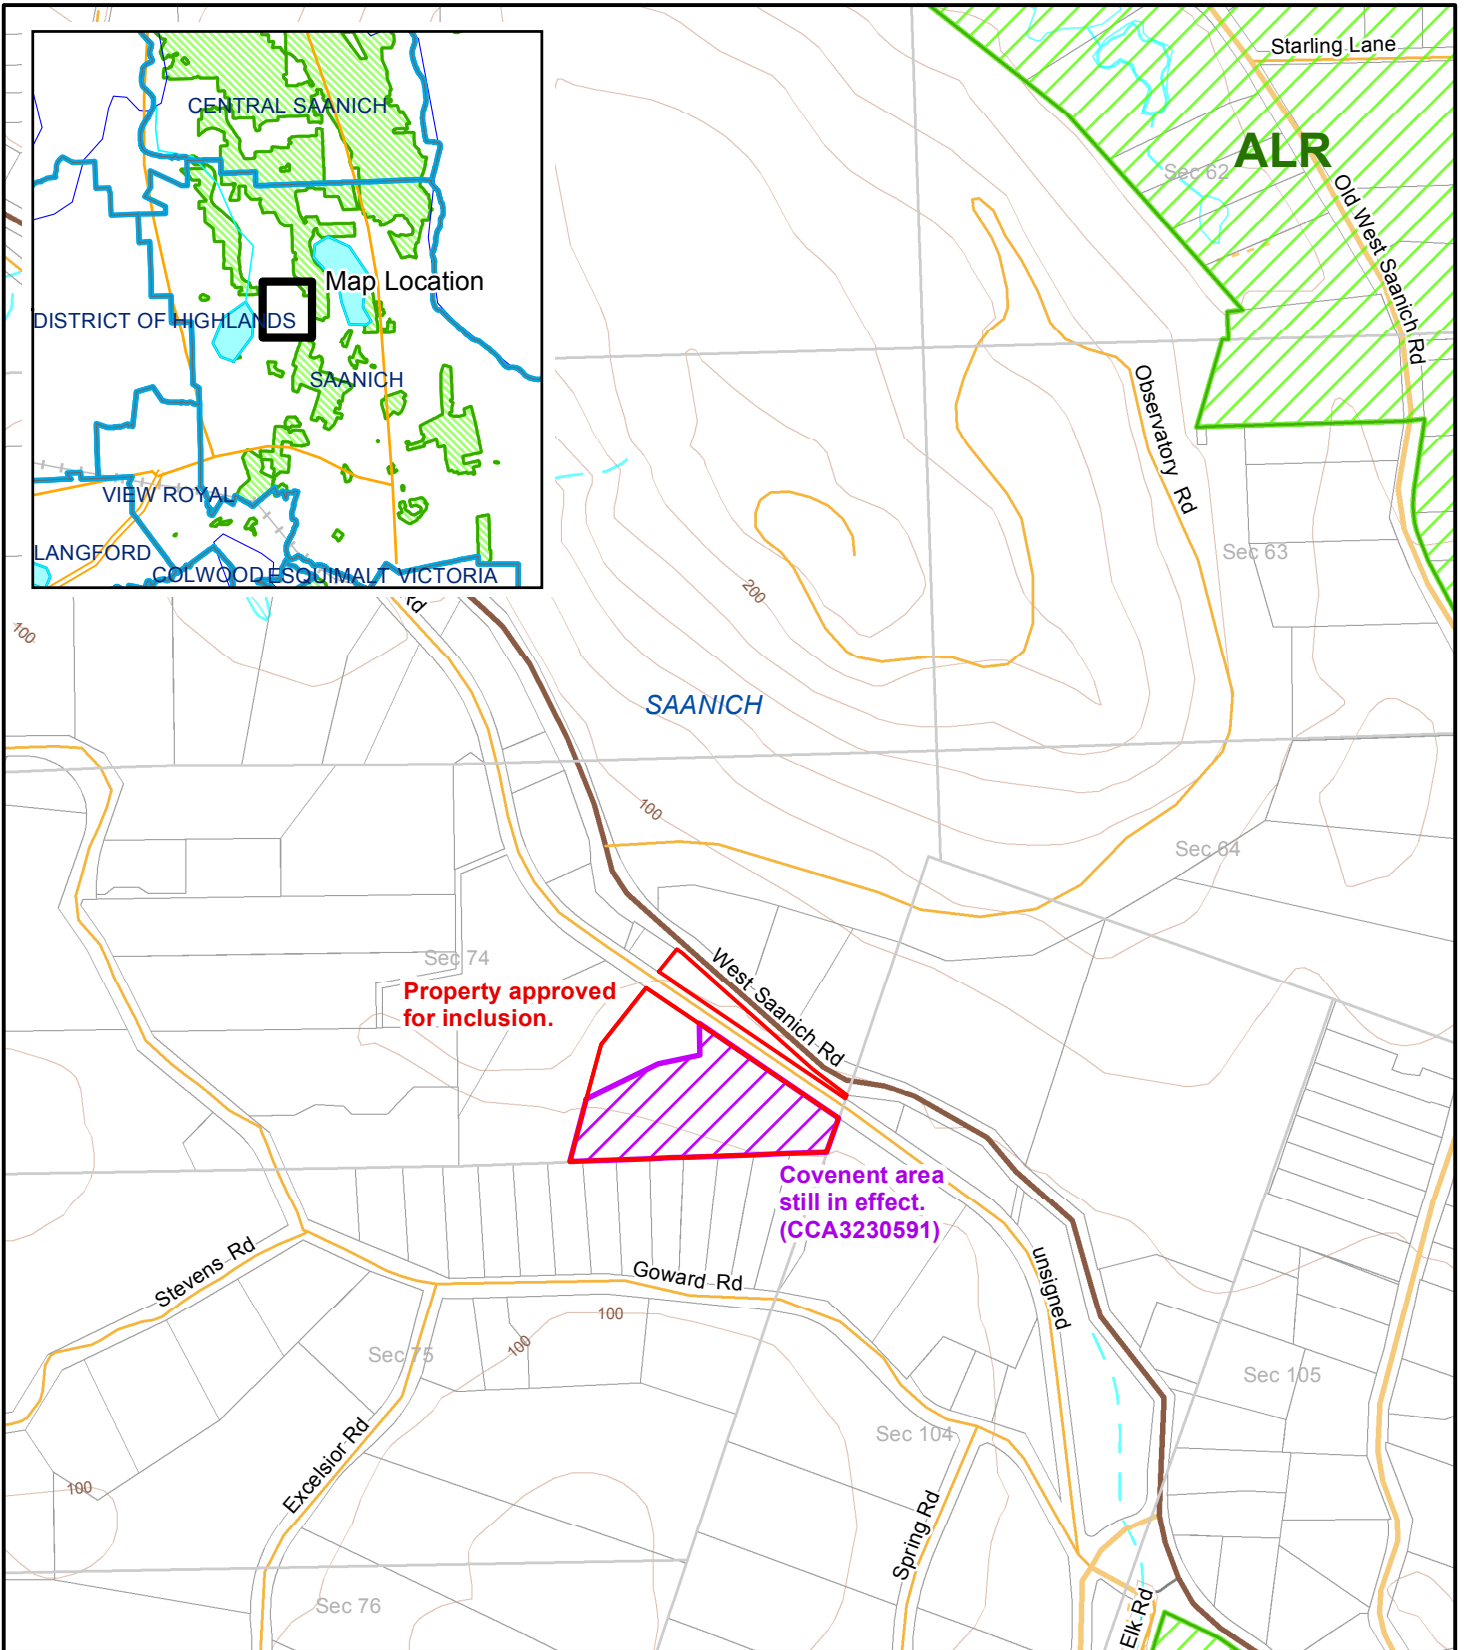 Starling Lane
ALR
Sec 62
Old West Saanich Rd
CENTRAL SAANICH
Map Location
DISTRICT OF HIGHLANDS
SAANICH
VIEW ROYAL
LANGFORD
COLWOOD
ESQUIMALT
VICTORIA
Observatory Rd
Sec 63
200
Rd
100
SAANICH
100
Sec 64
Sec 74
West Saanich Rd
Property approved
for inclusion.
Covenent area
still in effect.
(CCA3230591)
Stevens Rd
Goward Rd
unsigned
100
100
Sec 75
Sec 105
Excelsior Rd
Sec 104
100
Spring Rd
Sec 76
Elk Rd